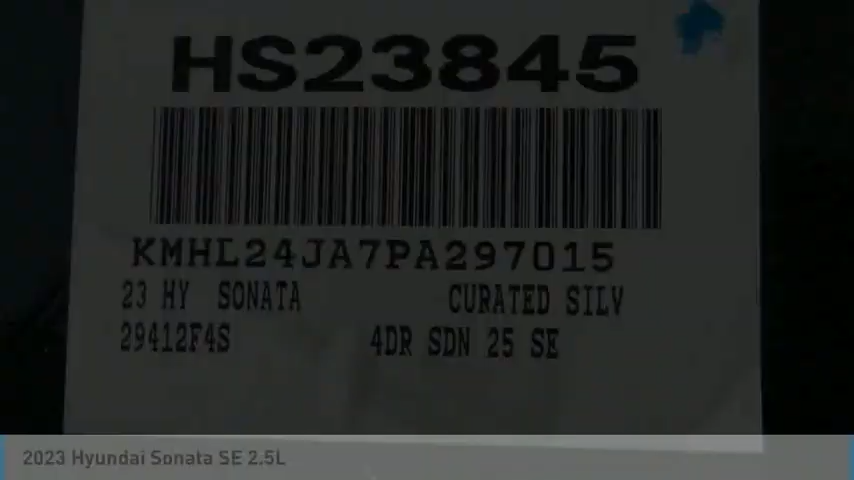 HS23845
KMHL24JA7PA297015
23 HY SONATA CURATED SILV
29412F4S 4DR SDN 25 SE
2023 Hyundai Sonata SE 2.5L